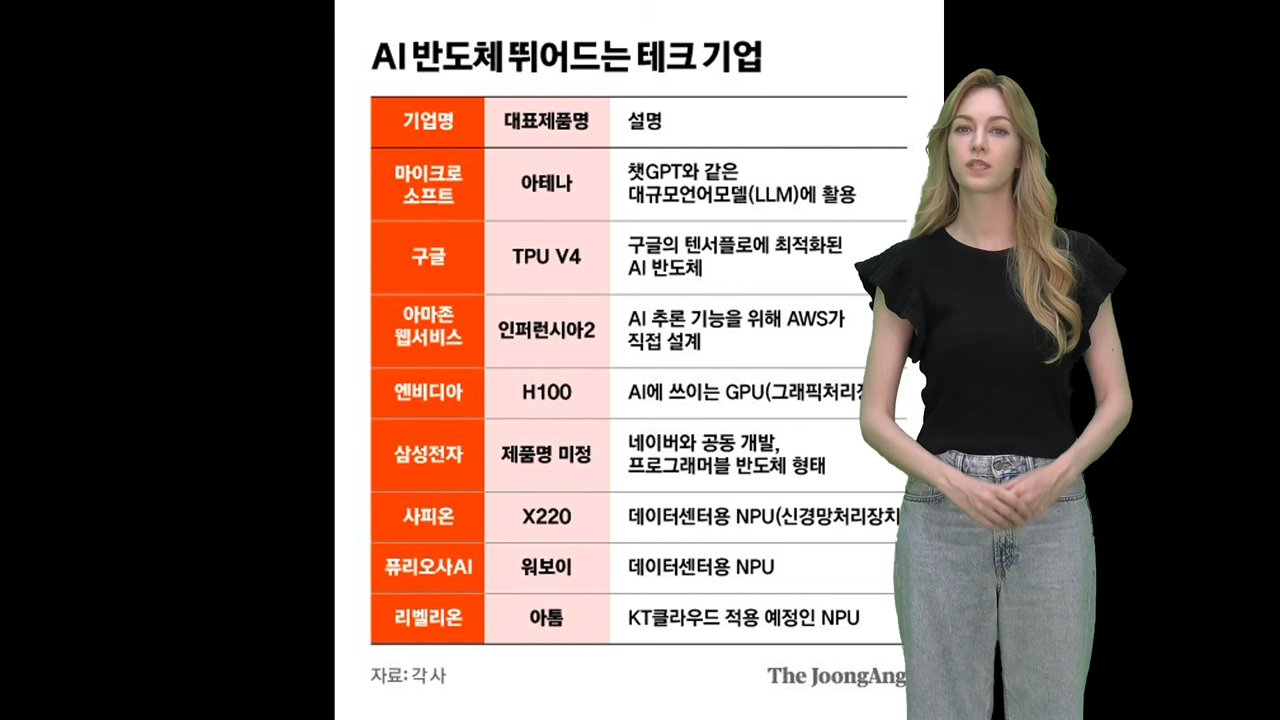 AI 반도체 뛰어드는 테크 기업
기업명 대표제품명 설명
마이크로
소프트
아테나
챗GPT와 같은
대규모언어모델(LLM)에 활용
구글
TPU V4
구글의 텐서플로에 최적화된
AI 반도체
아마존
웹서비스
인퍼런시아2
AI 추론 기능을 위해 AWS가
직접 설계
엔비디아
H100
AI에 쓰이는 GPU(그래픽처리
삼성전자
제품명 미정
네이버와 공동 개발,
프로그래머블 반도체 형태
사피온
X220
데이터센터용 NPU(신경망처리장치
퓨리오사AI
워보이
데이터센터용 NPU
리벨리온
아톰
KT클라우드 적용 예정인 NPU
자료: 각 사
The JoongAng